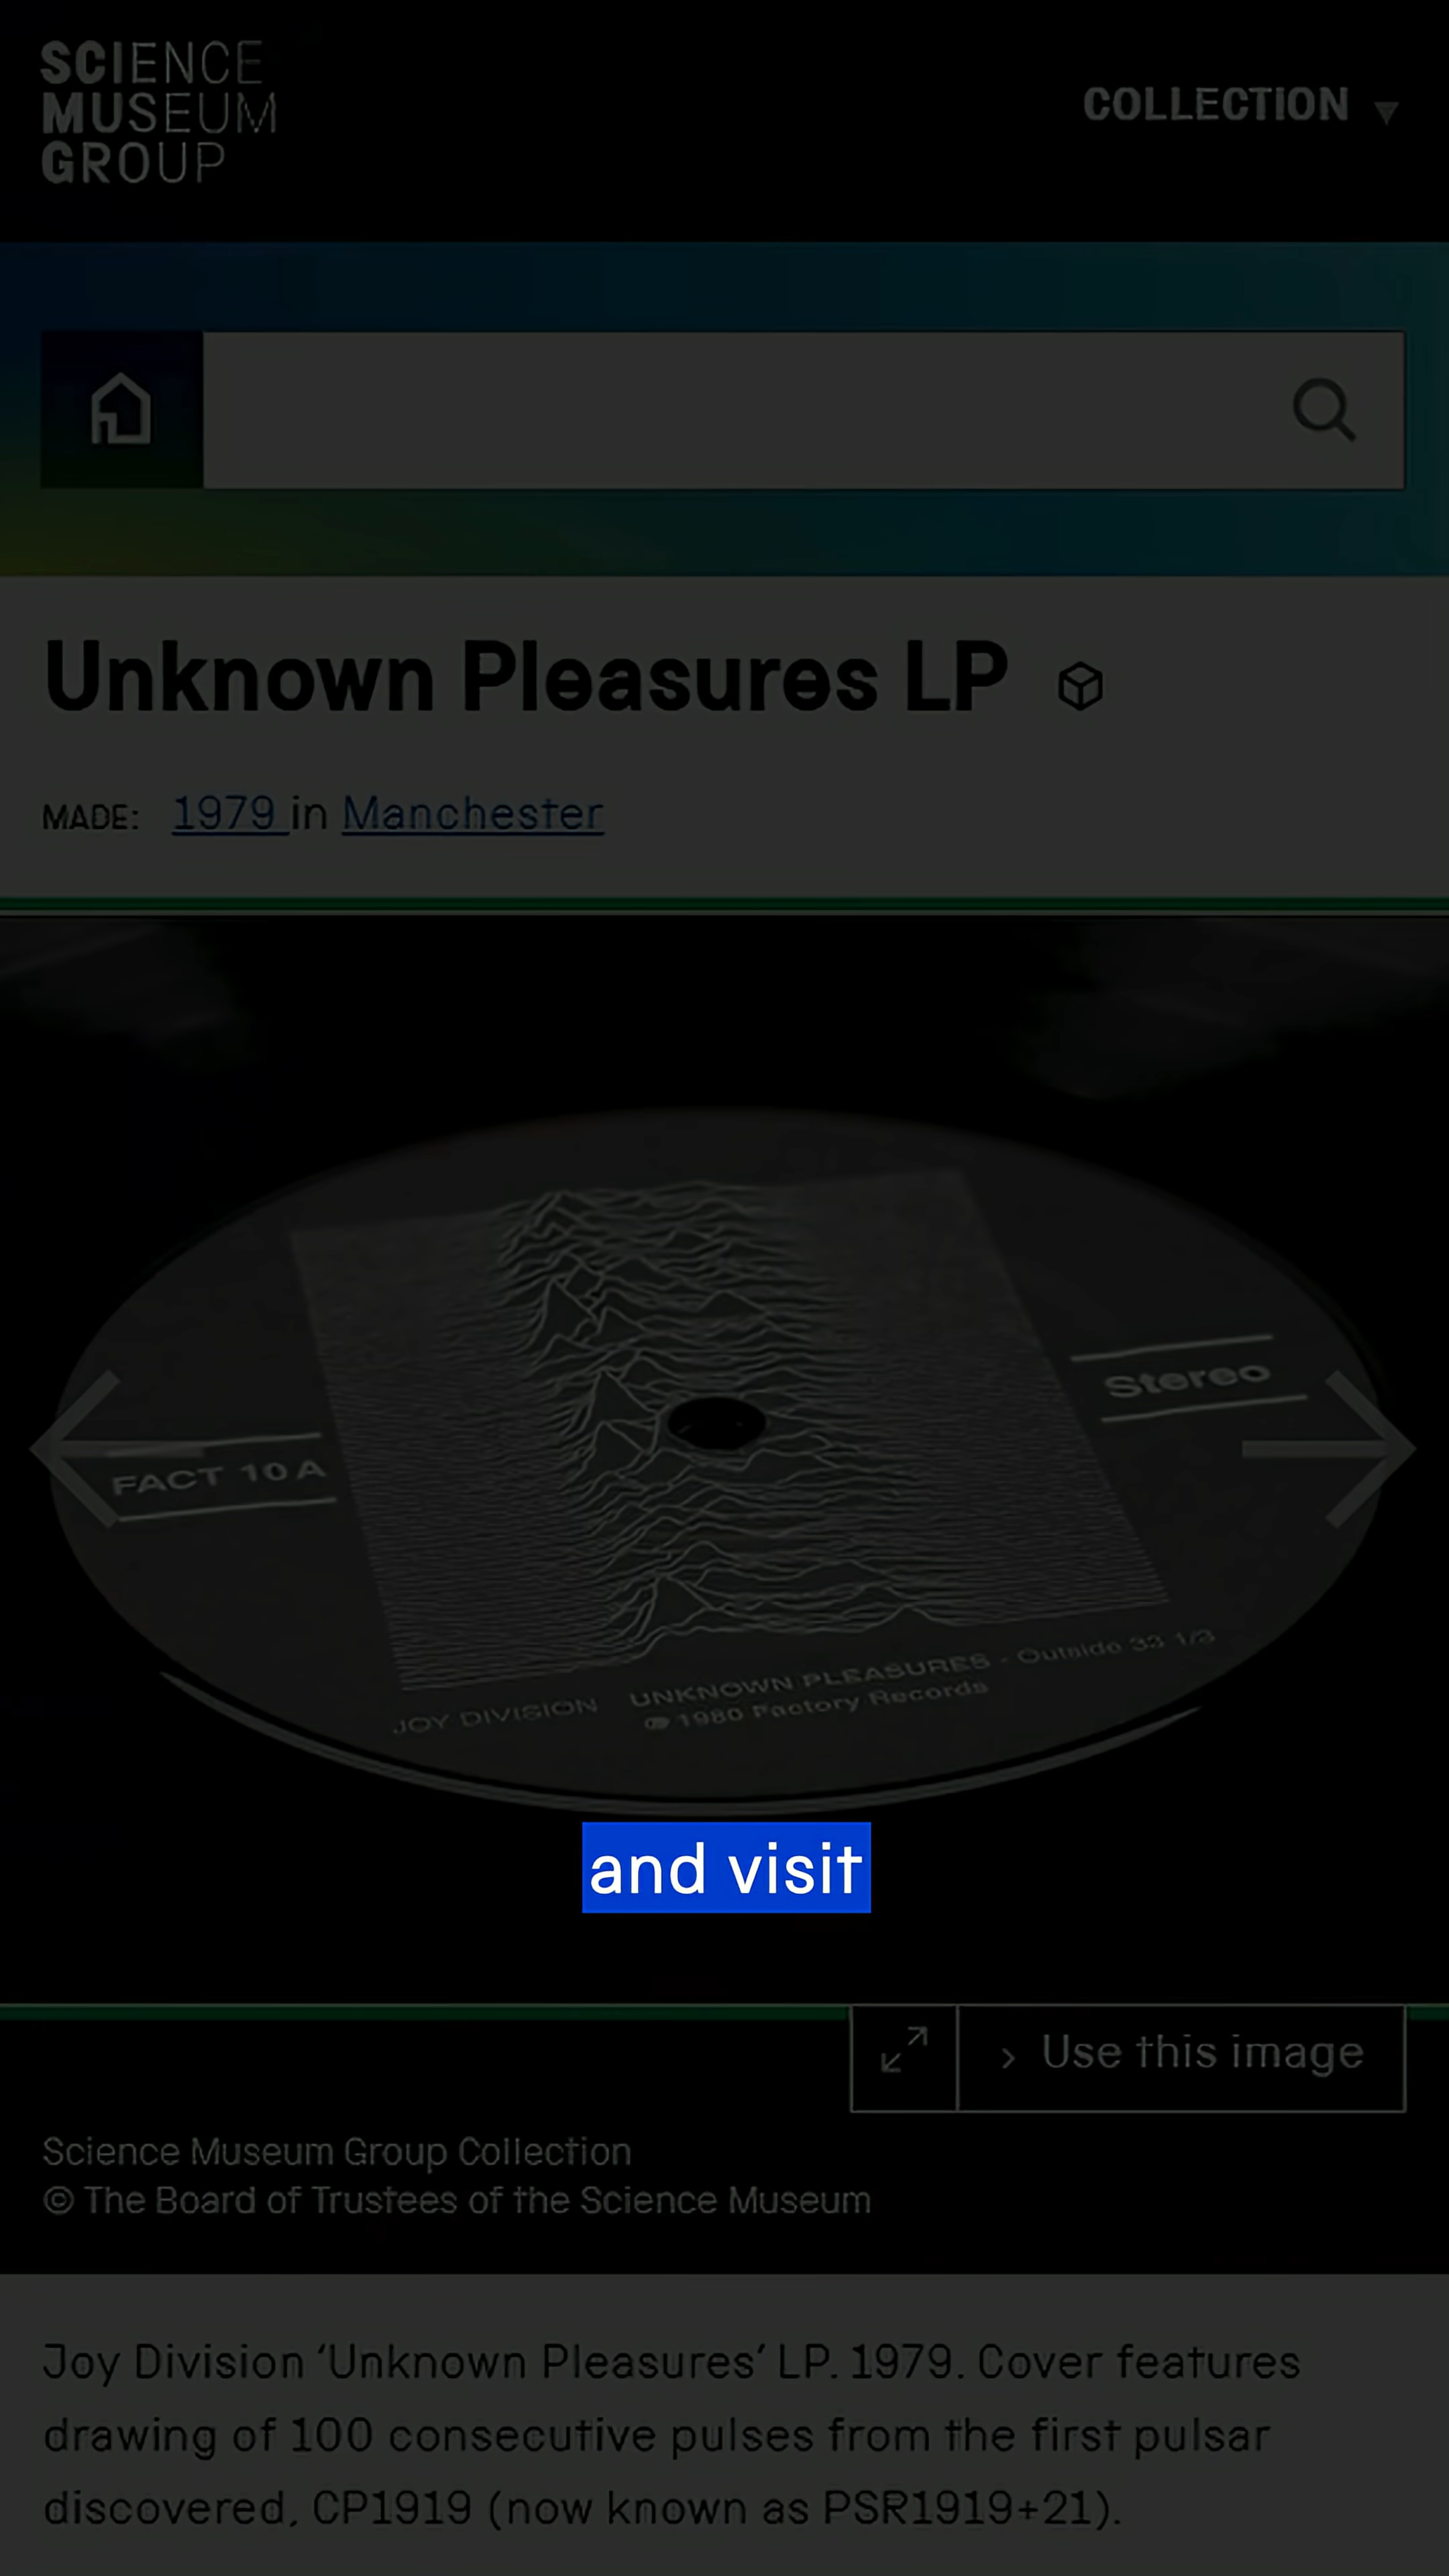 SCIENCE
MUSEUM
GROUP
COLLECTION
Unknown Pleasures LP
MADE: 1979 in Manchester
Stereo
FACT 10 A
JOY DIVISION UNKNOWN PLEASURES - Outside 33 1/3
℗ 1980 Factory Records
and visit
Use this image
Science Museum Group Collection
© The Board of Trustees of the Science Museum
Joy Division ‘Unknown Pleasures’ LP. 1979. Cover features
drawing of 100 consecutive pulses from the first pulsar
discovered, CP1919 (now known as PSR1919+21).